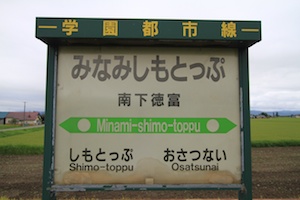 ━学園都市線━
みなみしもとっぷ
南下徳富
Minami-shimo-toppu
しもとっぷ おさつない
Shimo-toppu Osatsunai